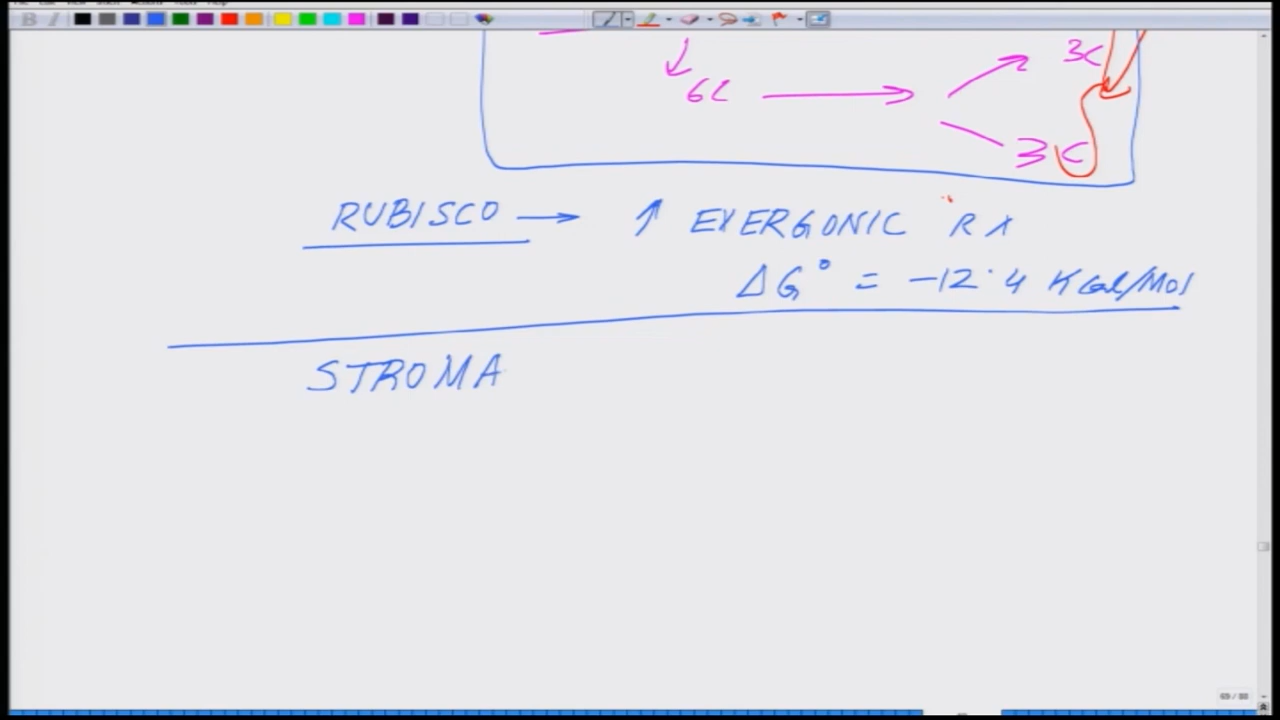 3C
6C
3C
RUBISCO → ↑ EXERGONIC RX
ΔG° = -12.4 KCal/Mol
STROMA